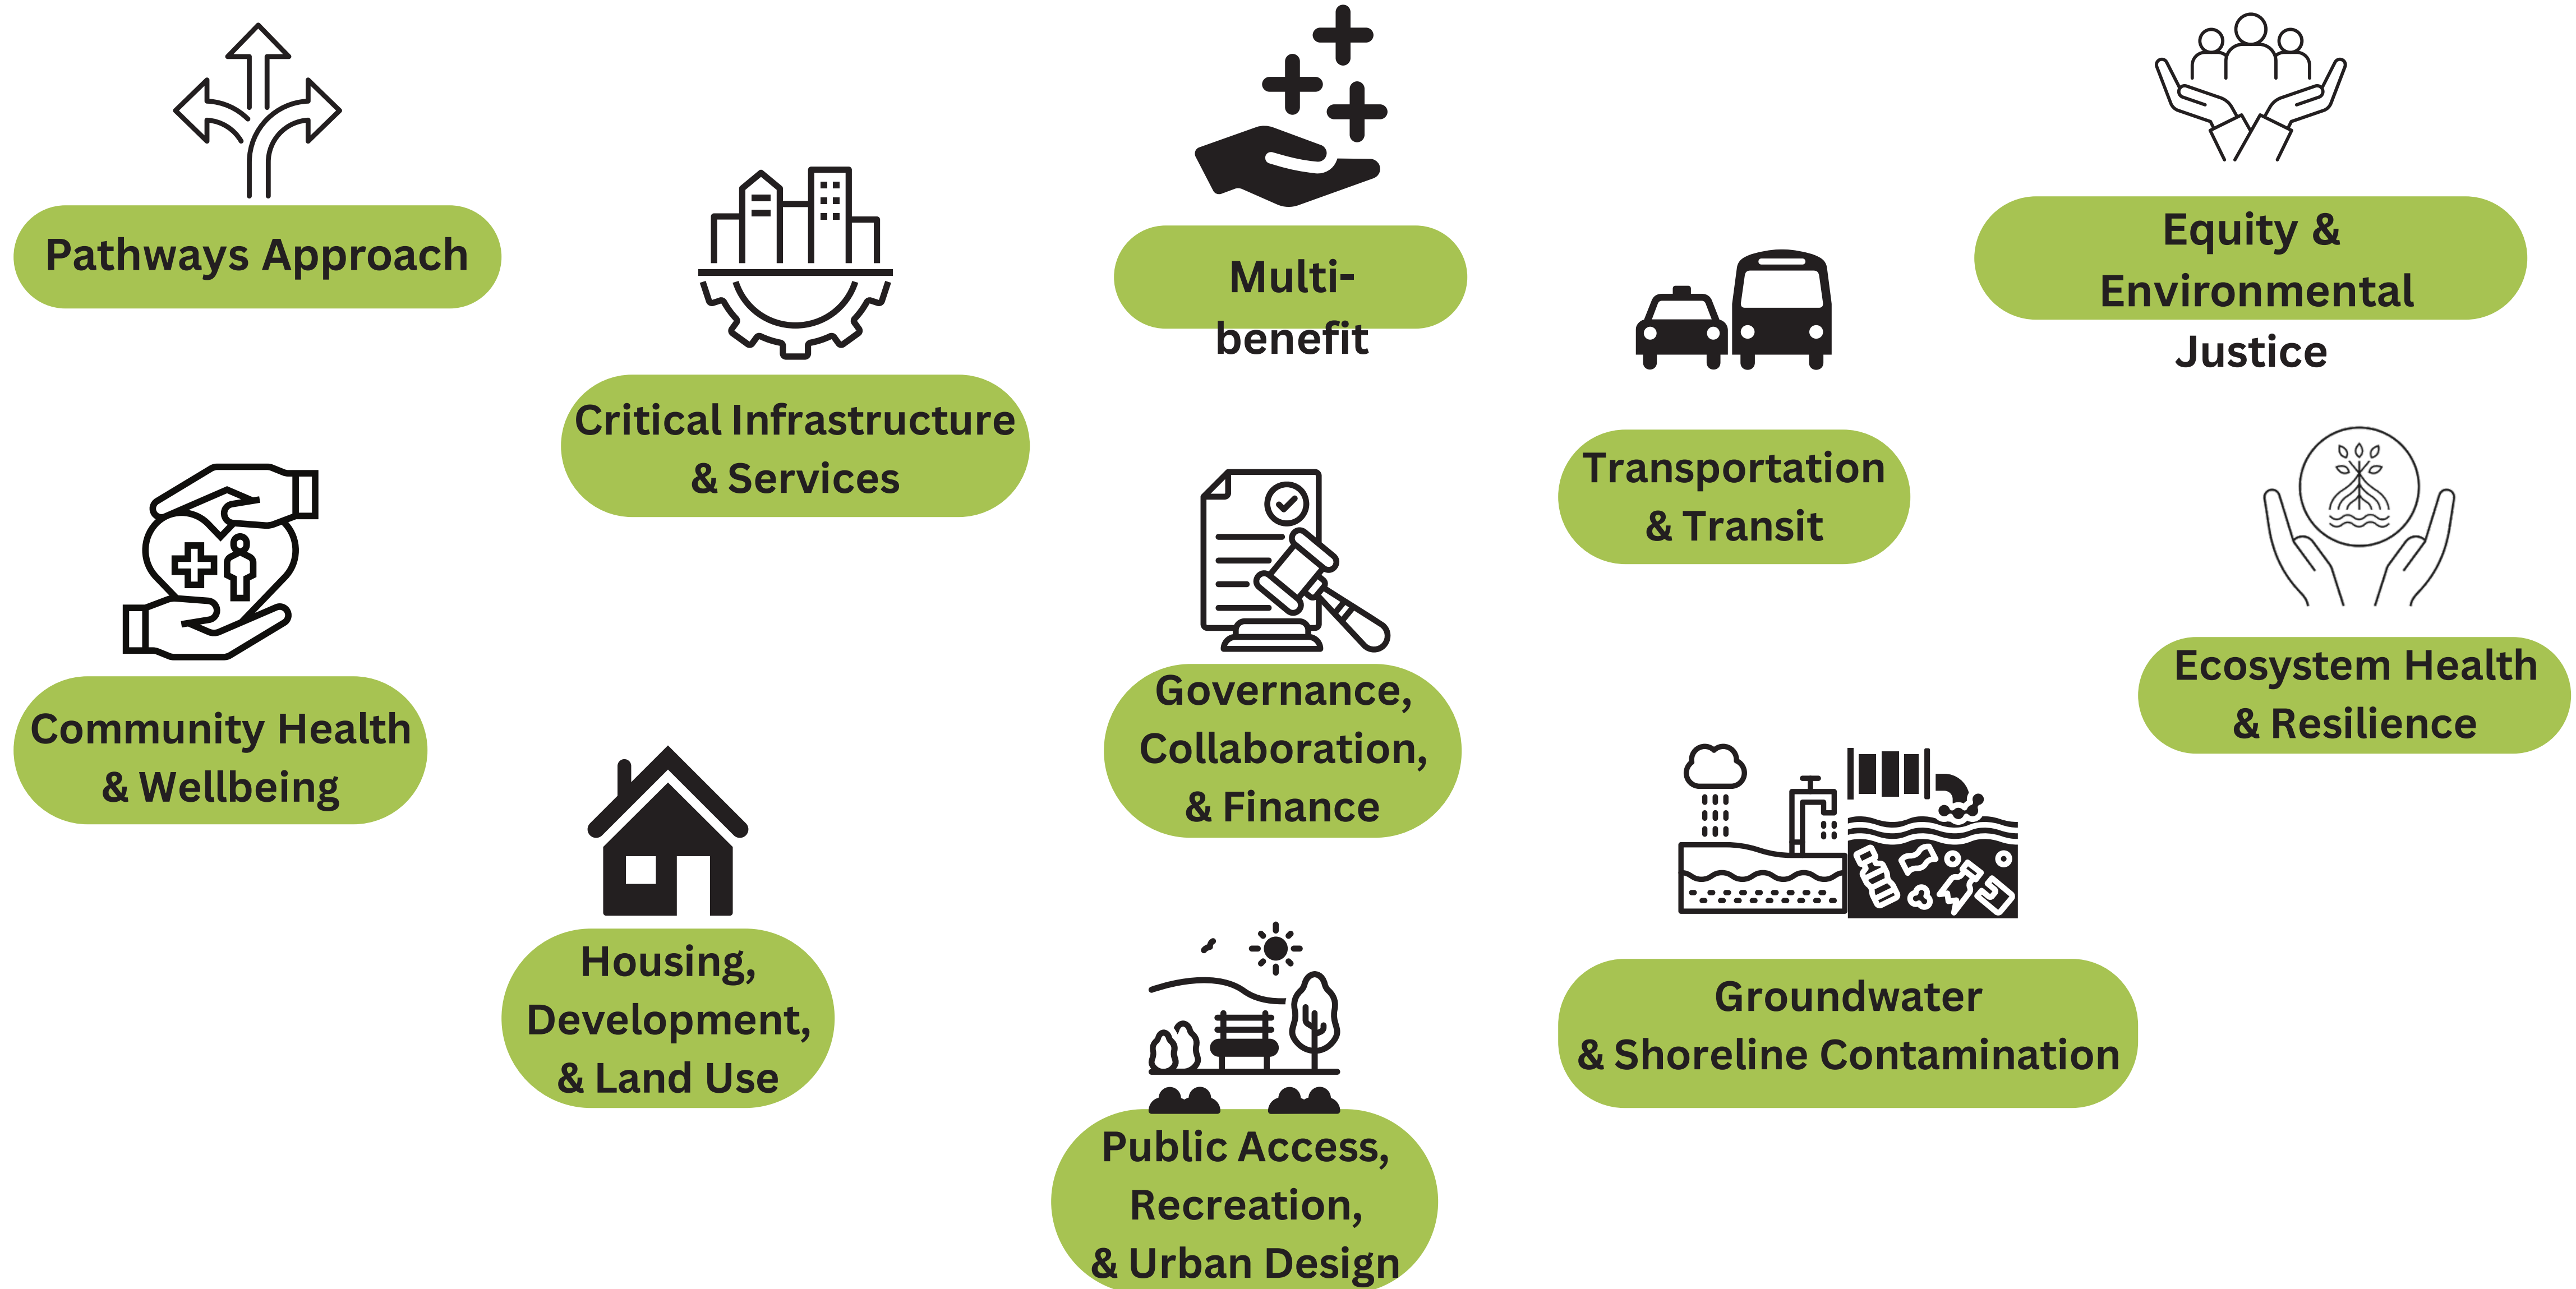 Pathways Approach
Multi-
benefit
Equity &
Environmental
Justice
Critical Infrastructure
& Services
Transportation
& Transit
Community Health
& Wellbeing
Governance,
Collaboration,
& Finance
Ecosystem Health
& Resilience
Housing,
Development,
& Land Use
Groundwater
& Shoreline Contamination
Public Access,
Recreation,
& Urban Design